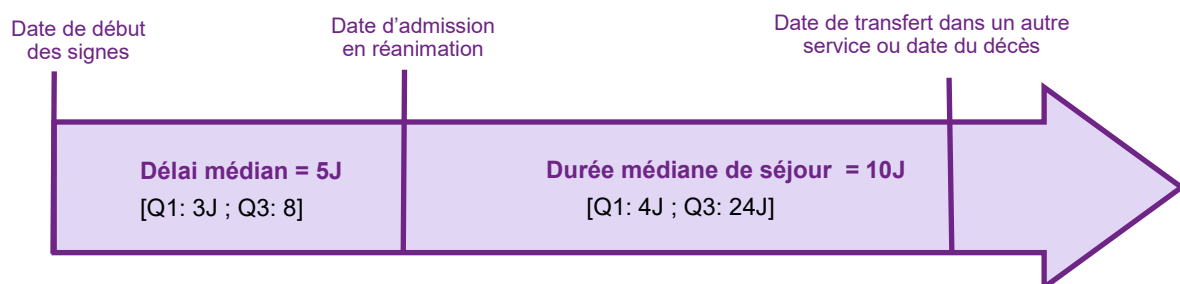 Date de début
des signes
Date d'admission
en réanimation
Date de transfert dans un autre
service ou date du décès
Délai médian = 5J
[Q1: 3J ; Q3: 8]
Durée médiane de séjour  = 10J
[Q1: 4J ; Q3: 24J]